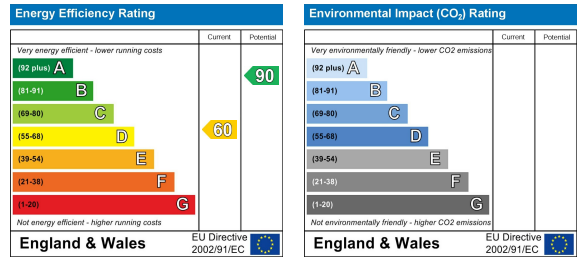 Energy Efficiency Rating
Current Potential
Very energy efficient - lower running costs
(92 plus) A
(81-91) B
(69-80) C
(55-68) D
(39-54) E
(21-38) F
(1-20) G
60
90
Not energy efficient - higher running costs
England & Wales
EU Directive
2002/91/EC
Environmental Impact (CO₂) Rating
Current Potential
Very environmentally friendly - lower CO2 emissions
(92 plus) A
(81-91) B
(69-80) C
(55-68) D
(39-54) E
(21-38) F
(1-20) G
Not environmentally friendly - higher CO2 emissions
England & Wales
EU Directive
2002/91/EC